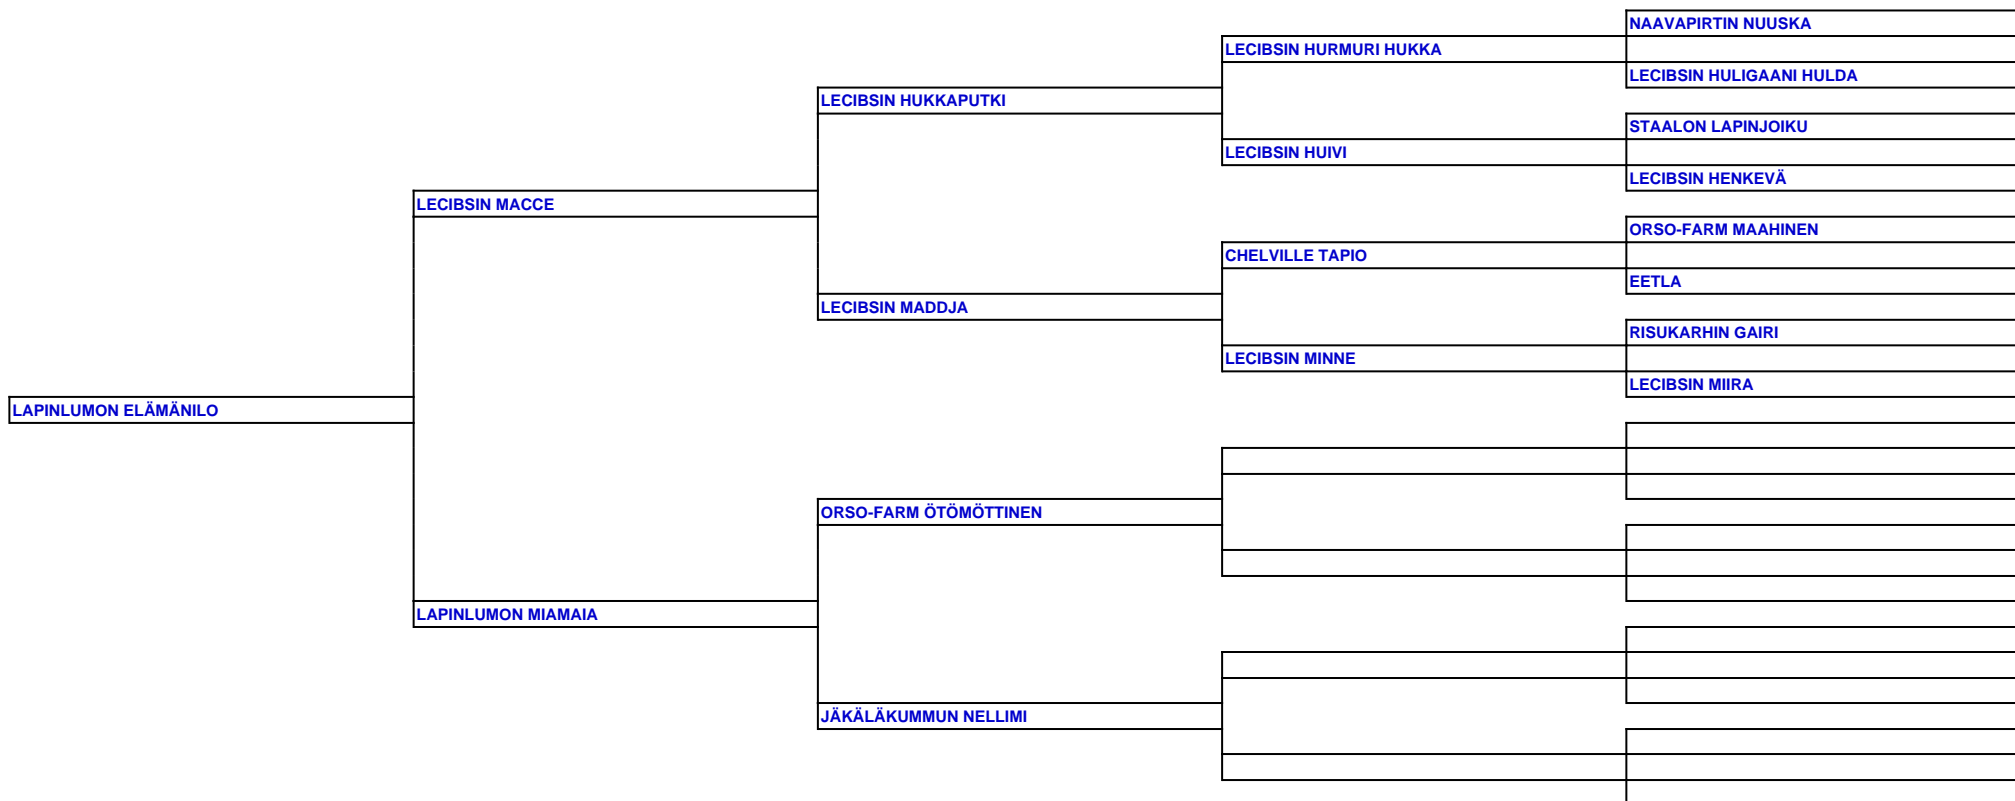 NAAVAPIRTIN NUUSKA
LECIBSIN HURMURI HUKKA
LECIBSIN HULIGAANI HULDA
LECIBSIN HUKKAPUTKI
STAALON LAPINJOIKU
LECIBSIN HUIVI
LECIBSIN HENKEVÄ
LECIBSIN MACCE
ORSO-FARM MAAHINEN
CHELVILLE TAPIO
EETLA
LECIBSIN MADDJA
RISUKARHIN GAIRI
LECIBSIN MINNE
LECIBSIN MIIRA
LAPINLUMON ELÄMÄNILO
ORSO-FARM ÖTÖMÖTTINEN
LAPINLUMON MIAMAIA
JÄKÄLÄKUMMUN NELLIMI